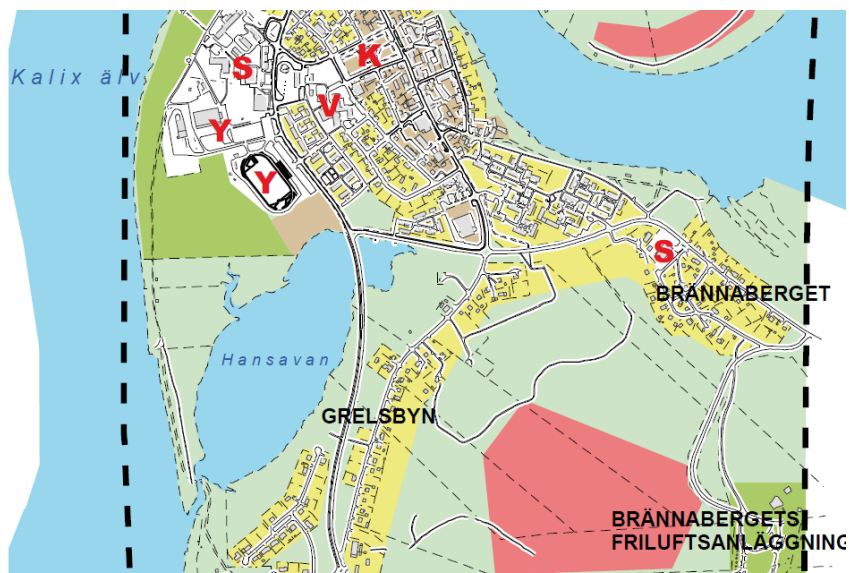 K
S
Kalix älv
V
Y
Y
S
BRÄNNABERGET
Hansavan
GRELSBYN
BRÄNNABERGETS
FRILUFTSANLÄGGNING